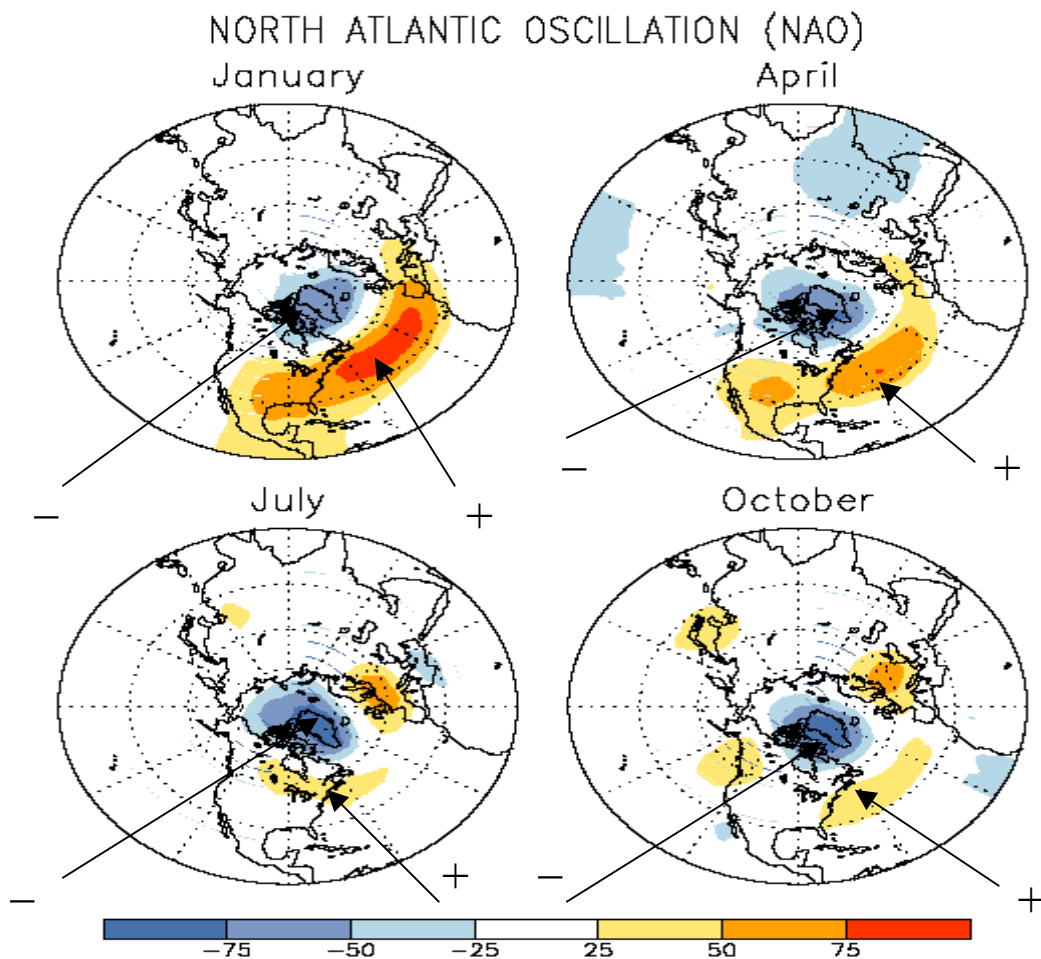 NORTH ATLANTIC OSCILLATION (NAO)
January April
− + − +
July October
− + − +
−75 −50 −25 25 50 75